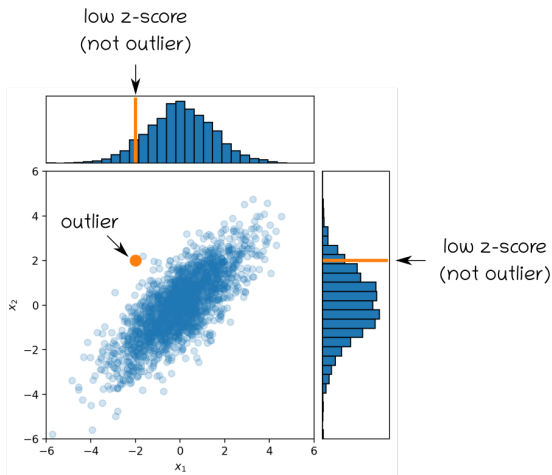 low z-score
(not outlier)
6
4
2
0
−2
−4
−6
x₂
outlier
low z-score
(not outlier)
−6
−4
−2
0
2
4
6
x₁